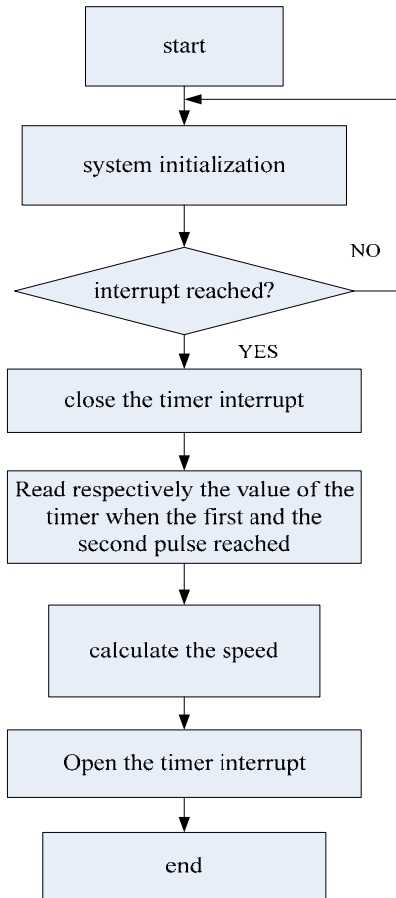 start
system initialization
NO
interrupt reached?
YES
close the timer interrupt
Read respectively the value of the
timer when the first and the
second pulse reached
calculate the speed
Open the timer interrupt
end